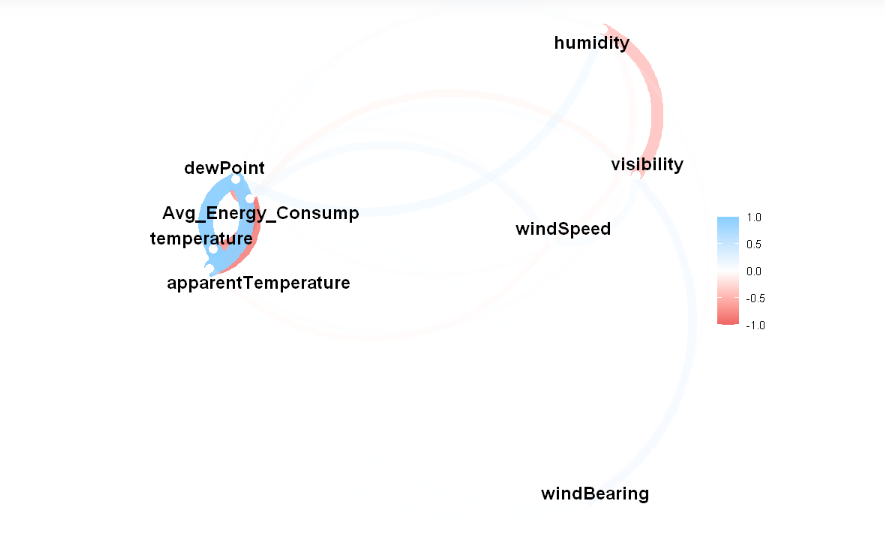 humidity
dewPoint
visibility
Avg_Energy_Consump
windSpeed
temperature
apparentTemperature
1.0
0.5
0.0
-0.5
-1.0
windBearing